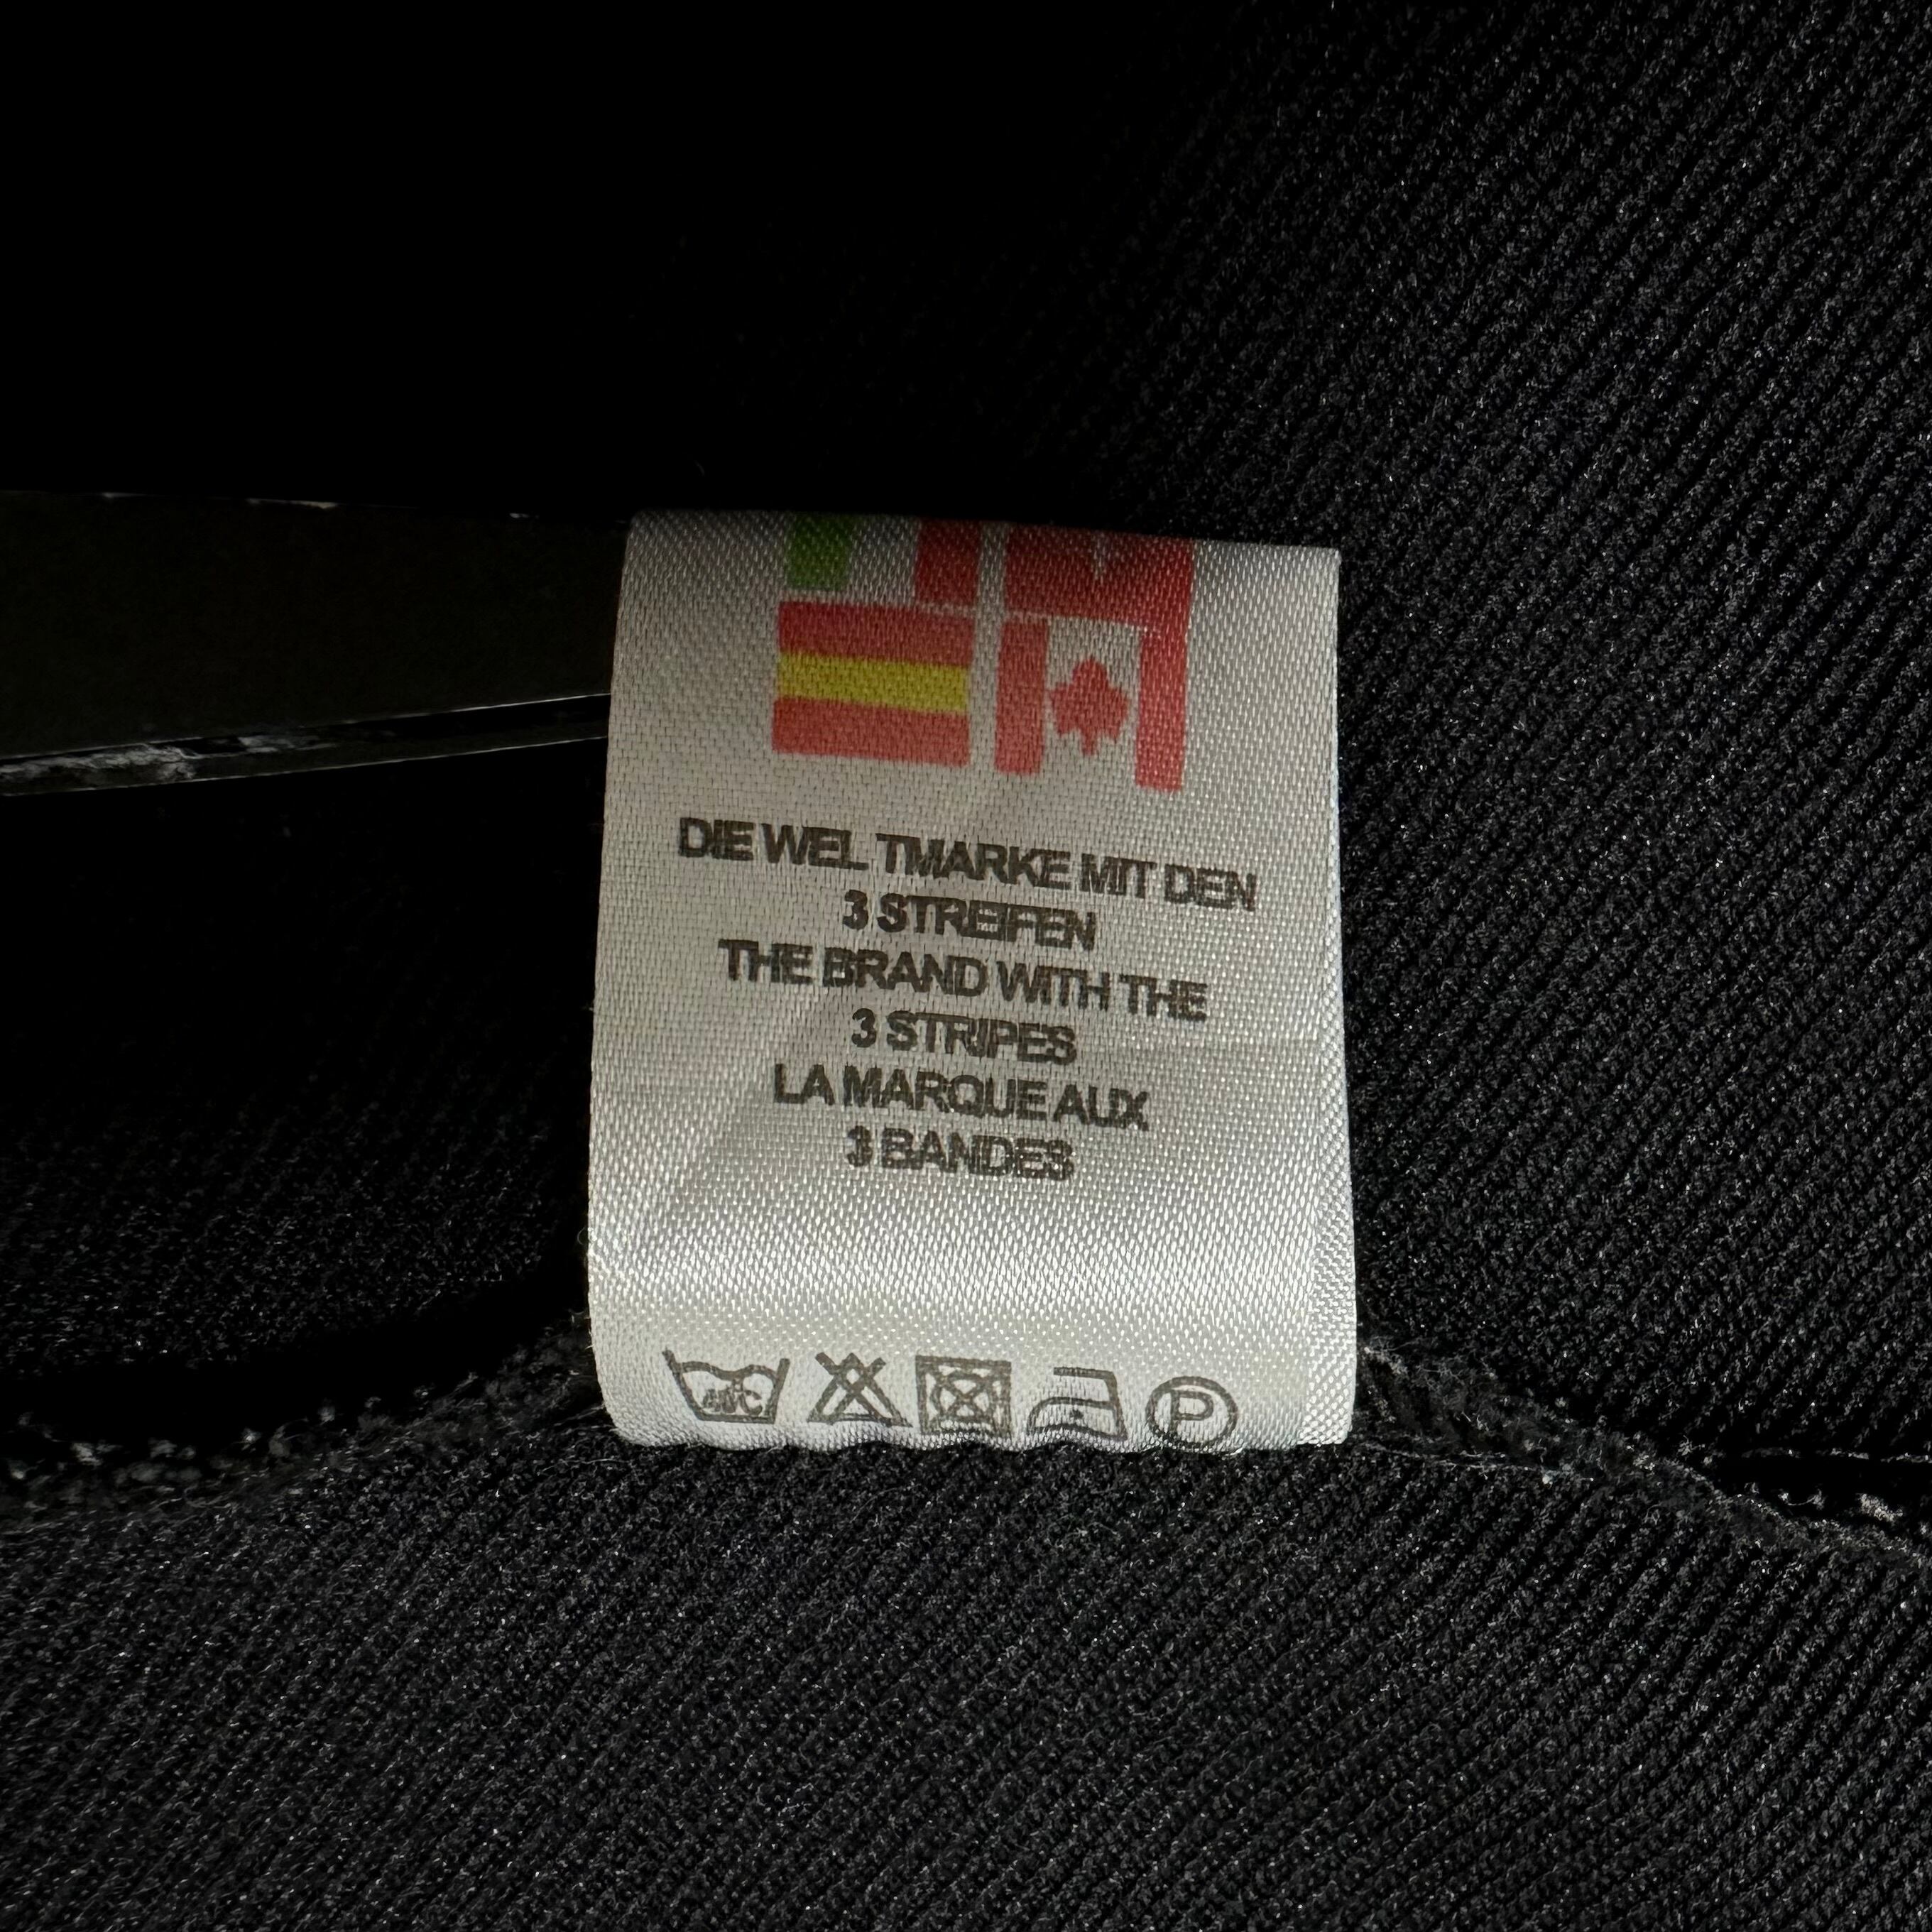 DIE WEL TMARKE MIT DEN
3 STREIFEN
THE BRAND WITH THE
3 STRIPES
LA MARQUE AUX
3 BANDES
P